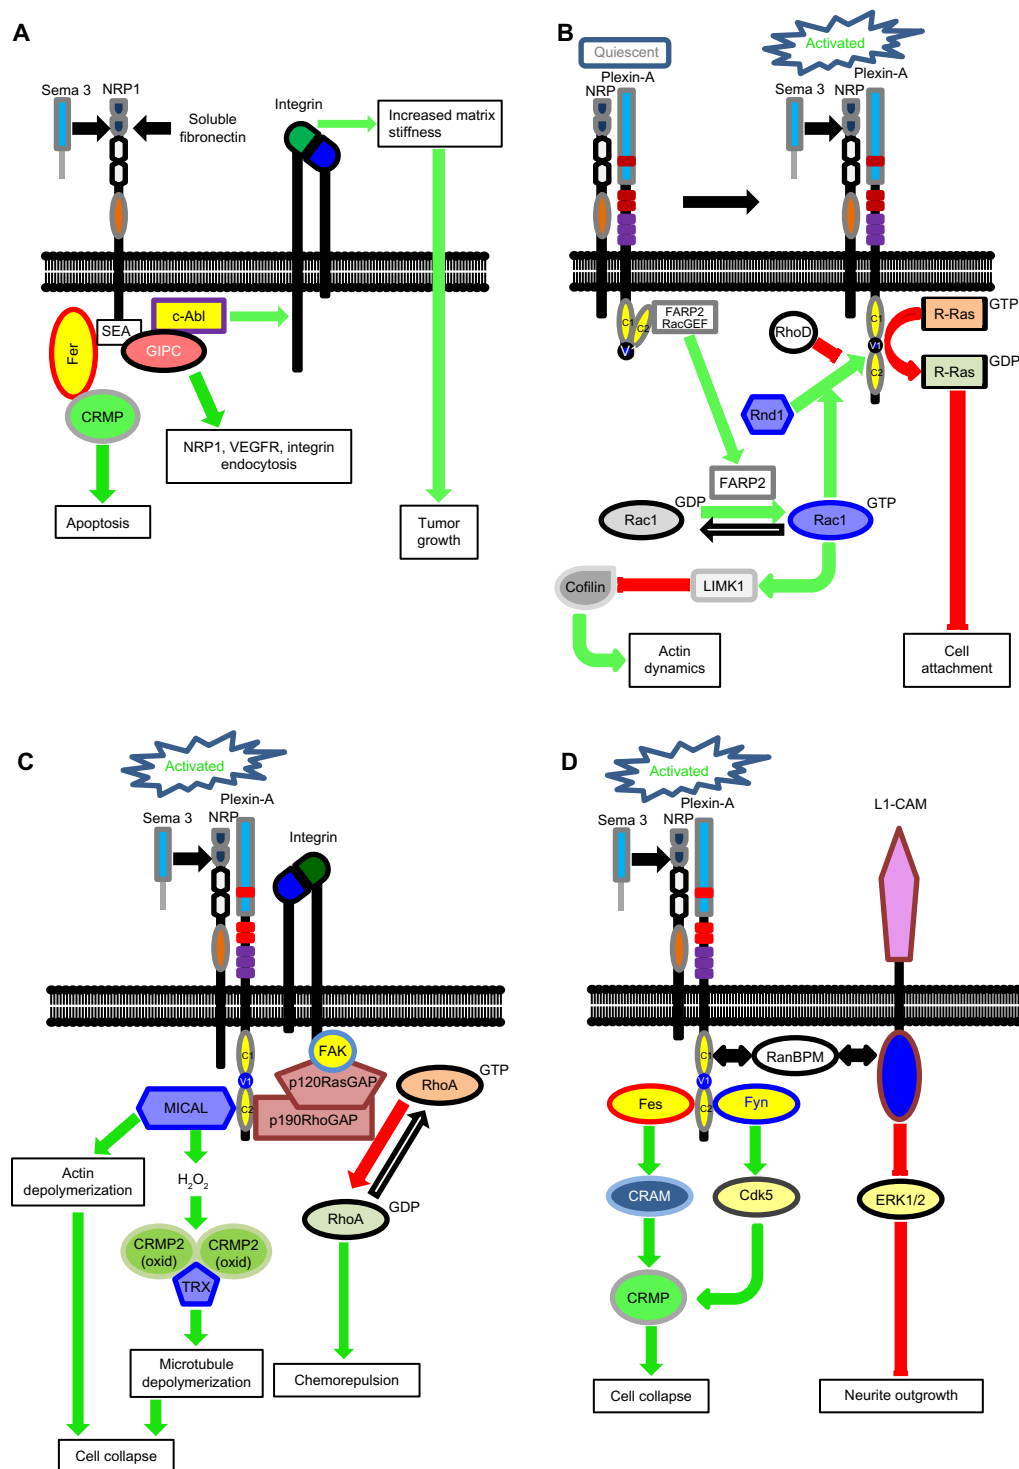 A
Sema 3
NRP1
Soluble
fibronectin
Integrin
Increased matrix
stiffness
c-Abl
SEA
GIPC
Fer
CRMP
NRP1, VEGFR, integrin
endocytosis
Apoptosis
Tumor
growth
B
Quiescent
Plexin-A
NRP
Activated
Plexin-A
Sema 3
NRP
C1
C2
V1
FARP2
RacGEF
RhoD
C1
V1
C2
R-Ras
GTP
R-Ras
GDP
Rnd1
FARP2
GDP
Rac1
GTP
Rac1
Cofilin
LIMK1
Actin
dynamics
Cell
attachment
C
Activated
Plexin-A
Sema 3
NRP
Integrin
C1
V1
C2
FAK
p120RasGAP
p190RhoGAP
GTP
RhoA
MICAL
Actin
depolymerization
H2O2
RhoA
GDP
CRMP2
(oxid)
CRMP2
(oxid)
TRX
Microtubule
depolymerization
Chemorepulsion
Cell collapse
D
Activated
Plexin-A
Sema 3
NRP
L1-CAM
C1
V1
C2
RanBPM
Fes
Fyn
CRAM
Cdk5
ERK1/2
CRMP
Cell collapse
Neurite outgrowth